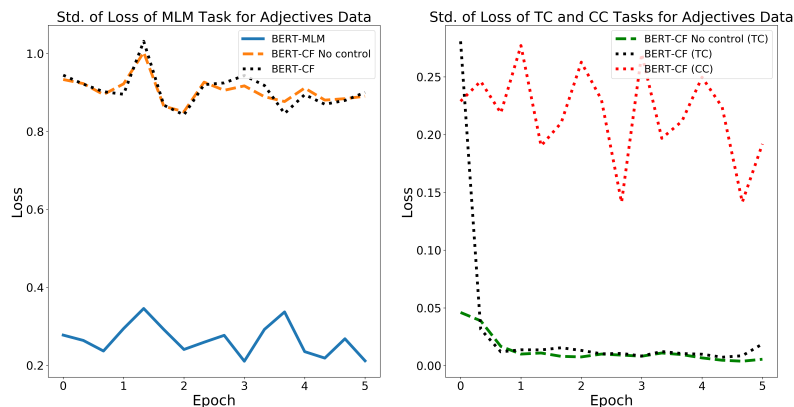 Std. of Loss of MLM Task for Adjectives Data
BERT-MLM
BERT-CF No control
BERT-CF
Loss
1.0
0.8
0.6
0.4
0.2
0 1 2 3 4 5
Epoch
Std. of Loss of TC and CC Tasks for Adjectives Data
BERT-CF No control (TC)
BERT-CF (TC)
BERT-CF (CC)
Loss
0.25
0.20
0.15
0.10
0.05
0.00
0 1 2 3 4 5
Epoch